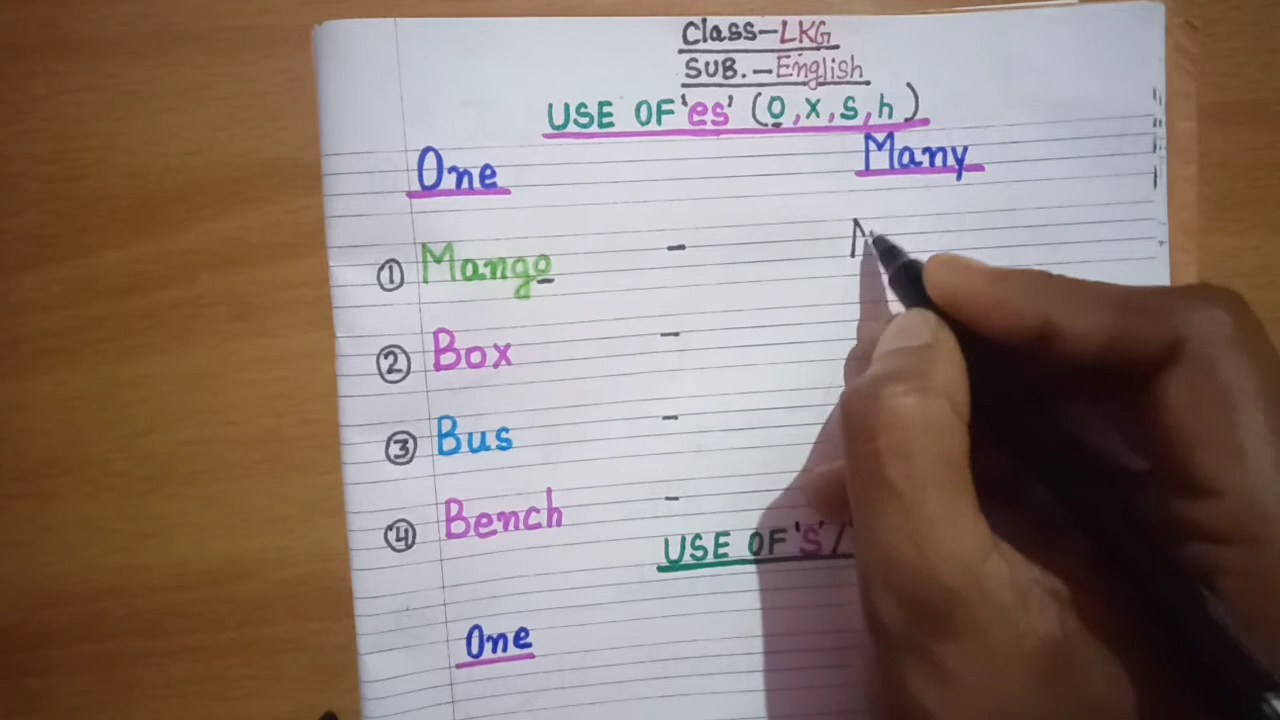 Class-LKG
SUB.-English
USE OF 'es' (o, x, s, h)
One Many
① Mango - M
② Box -
③ Bus -
④ Bench -
USE OF 'S' /
One